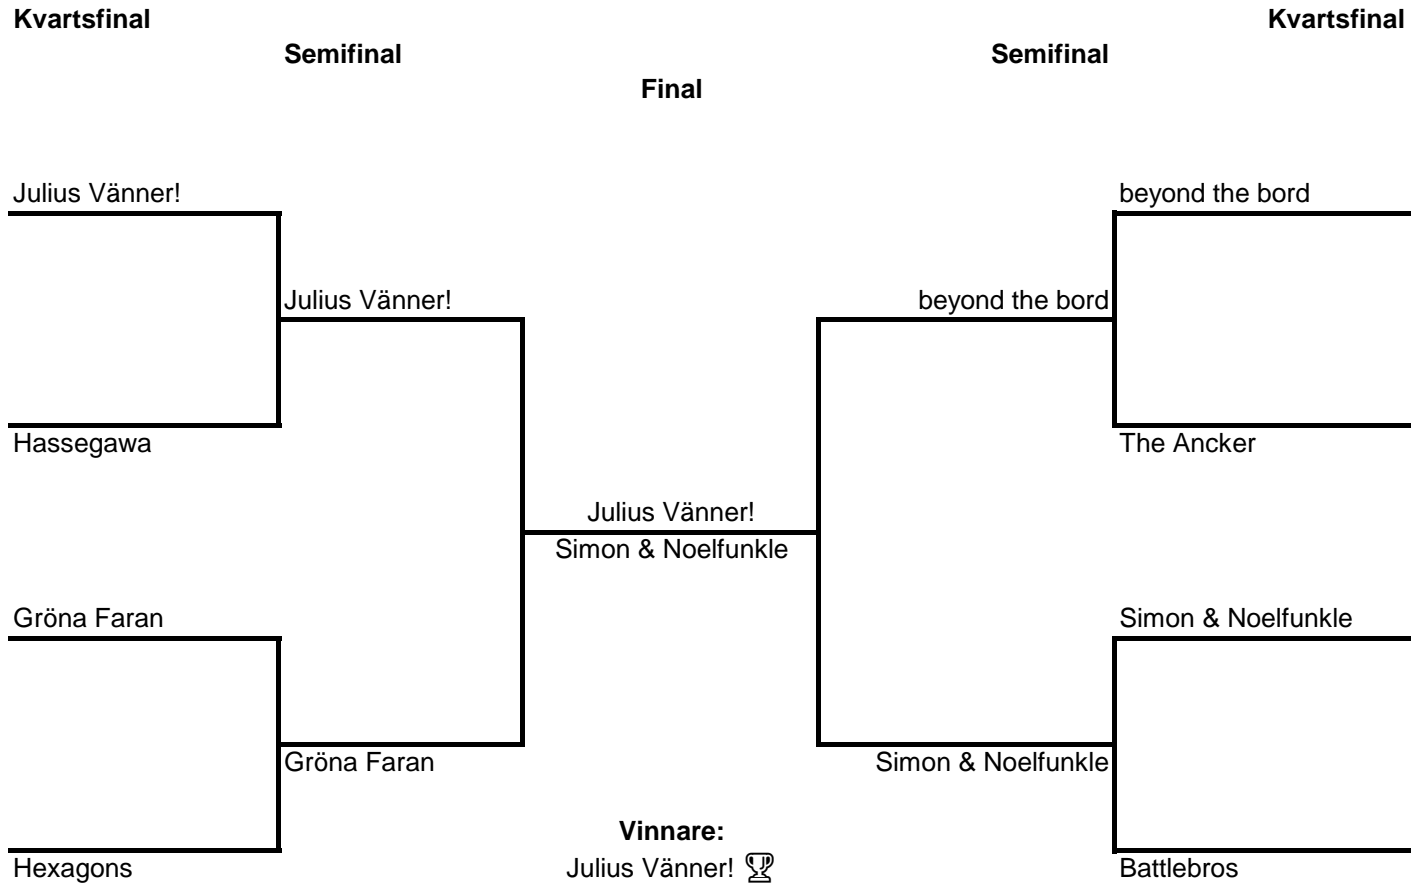 Kvartsfinal
Kvartsfinal
Semifinal
Semifinal
Final
Julius Vänner!
beyond the bord
Julius Vänner!
beyond the bord
Hassegawa
The Ancker
Julius Vänner!
Simon & Noelfunkle
Gröna Faran
Simon & Noelfunkle
Gröna Faran
Simon & Noelfunkle
Vinnare:
Hexagons
Julius Vänner! 🏆
Battlebros